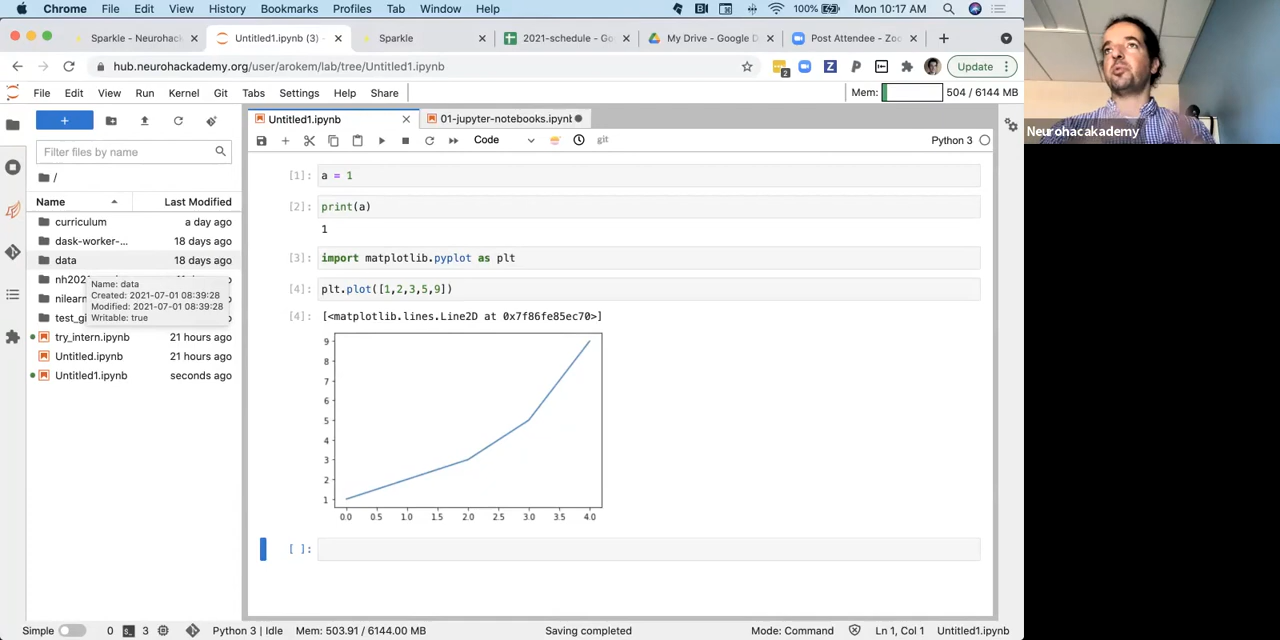 Chrome File Edit View History Bookmarks Profiles Tab Window Help 100% Mon 10:17 AM
Sparkle - Neurohac Untitled1.ipynb (3) - Sparkle 2021-schedule - Go My Drive - Google D Post Attendee - Zoo
hub.neurohackademy.org/user/arokem/lab/tree/Untitled1.ipynb 2 Z P Update
File Edit View Run Kernel Git Tabs Settings Help Share Mem: 504 / 6144 MB
Untitled1.ipynb 01-jupyter-notebooks.ipynb
Code git Python 3
Filter files by name
/
Name Last Modified
curriculum a day ago
dask-worker-... 18 days ago
data 18 days ago
nh202
nilearn
test_gi
Name: data
Created: 2021-07-01 08:39:28
Modified: 2021-07-01 08:39:28
Writable: true
try_intern.ipynb 21 hours ago
Untitled.ipynb 21 hours ago
Untitled1.ipynb seconds ago
[1]: a = 1
[2]: print(a)
1
[3]: import matplotlib.pyplot as plt
[4]: plt.plot([1,2,3,5,9])
[4]: [<matplotlib.lines.Line2D at 0x7f86fe85ec70>]
9
8
7
6
5
4
3
2
1
0.0 0.5 1.0 1.5 2.0 2.5 3.0 3.5 4.0
[ ]:
Simple 0 3 Python 3 | Idle Mem: 503.91 / 6144.00 MB Saving completed Mode: Command Ln 1, Col 1 Untitled1.ipynb
Neurohacakademy